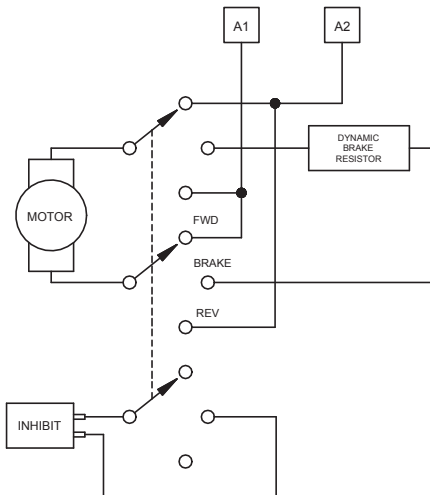 A1
A2
DYNAMIC
BRAKE
RESISTOR
MOTOR
FWD
BRAKE
REV
INHIBIT